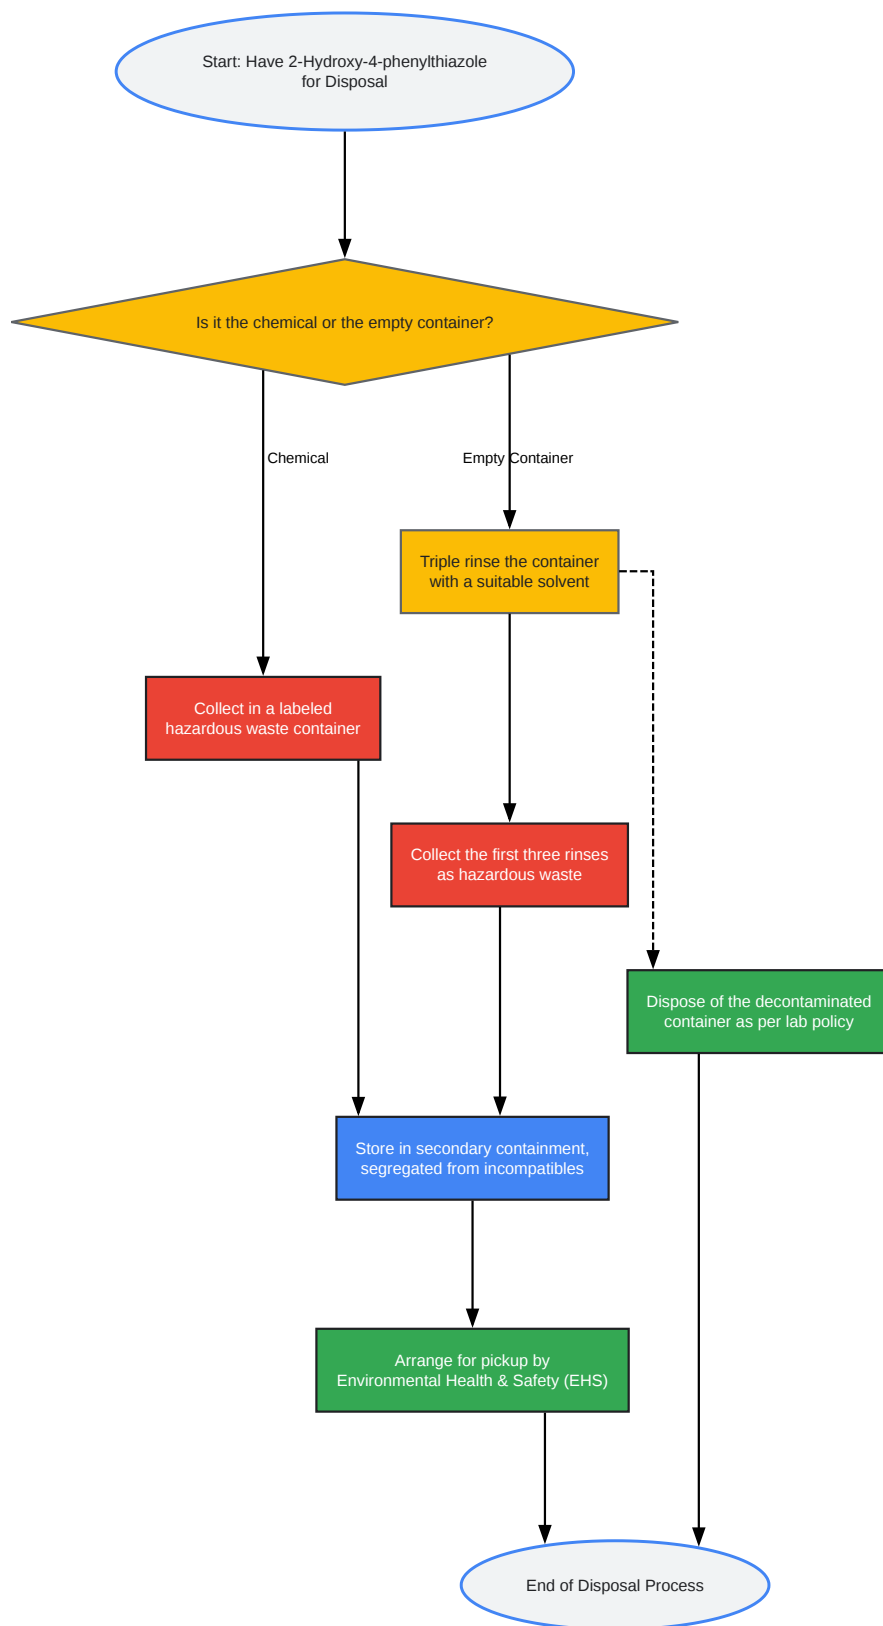 Start: Have 2-Hydroxy-4-phenylthiazole
for Disposal
Is it the chemical or the empty container?
Chemical
Empty Container
Triple rinse the container
with a suitable solvent
Collect in a labeled
hazardous waste container
Collect the first three rinses
as hazardous waste
Dispose of the decontaminated
container as per lab policy
Store in secondary containment,
segregated from incompatibles
Arrange for pickup by
Environmental Health & Safety (EHS)
End of Disposal Process